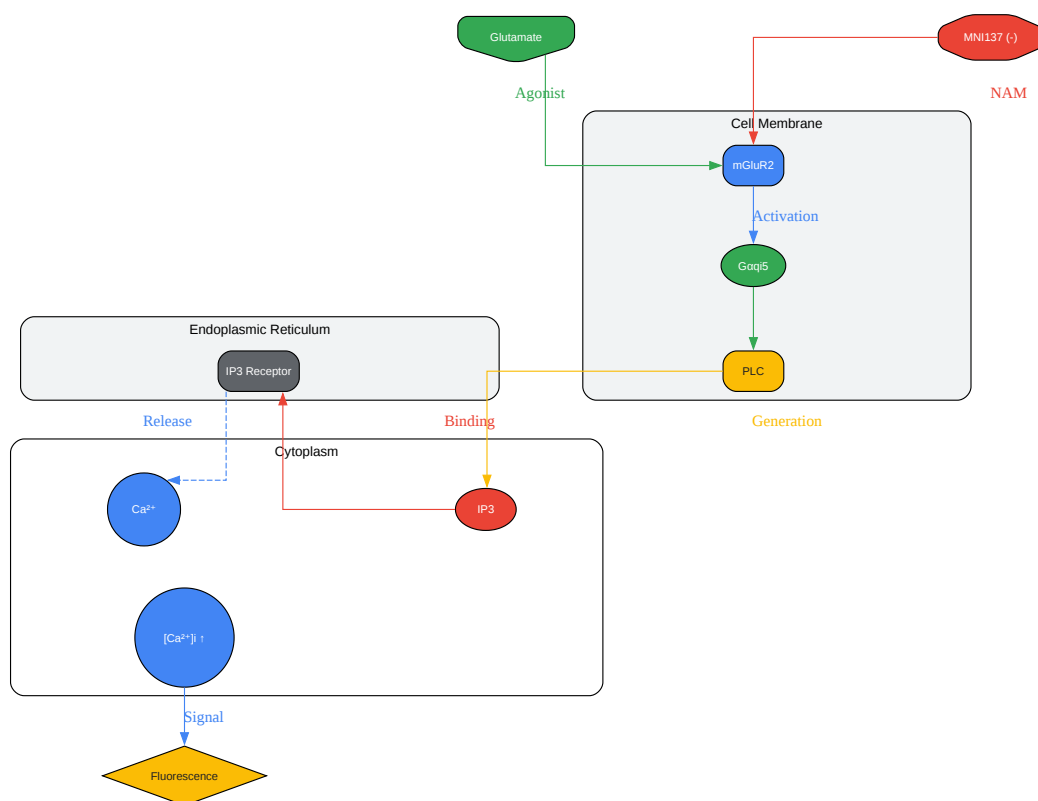 Glutamate
MNI137 (-)
Agonist
NAM
Cell Membrane
mGluR2
Activation
Gαqi5
Endoplasmic Reticulum
IP3 Receptor
PLC
Release
Binding
Generation
Cytoplasm
Ca²⁺
IP3
[Ca²⁺]i ↑
Signal
Fluorescence